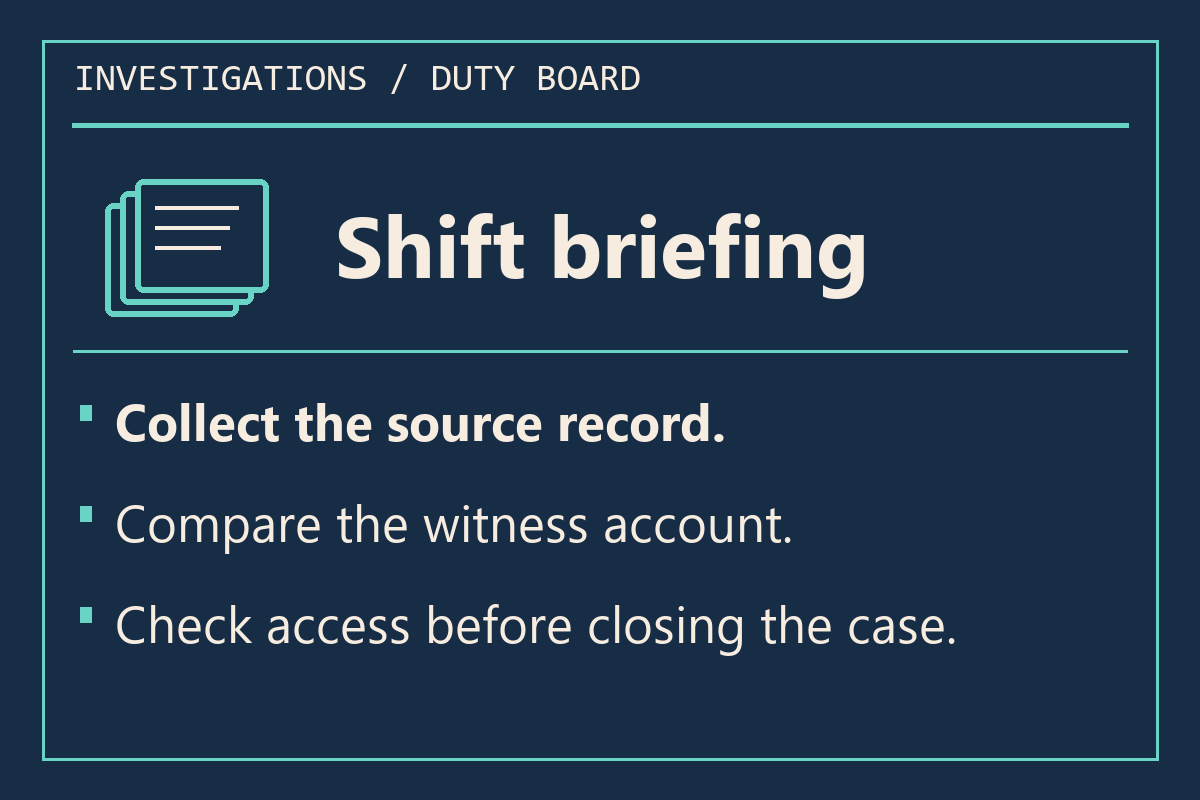 INVESTIGATIONS / DUTY BOARD
Shift briefing
Collect the source record.
Compare the witness account.
Check access before closing the case.